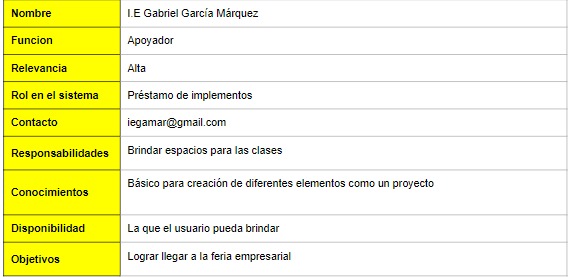 Nombre I.E Gabriel García Márquez
Funcion Apoyador
Relevancia Alta
Rol en el sistema Préstamo de implementos
Contacto iegamar@gmail.com
Responsabilidades Brindar espacios para las clases
Conocimientos Básico para creación de diferentes elementos como un proyecto
Disponibilidad La que el usuario pueda brindar
Objetivos Lograr llegar a la feria empresarial